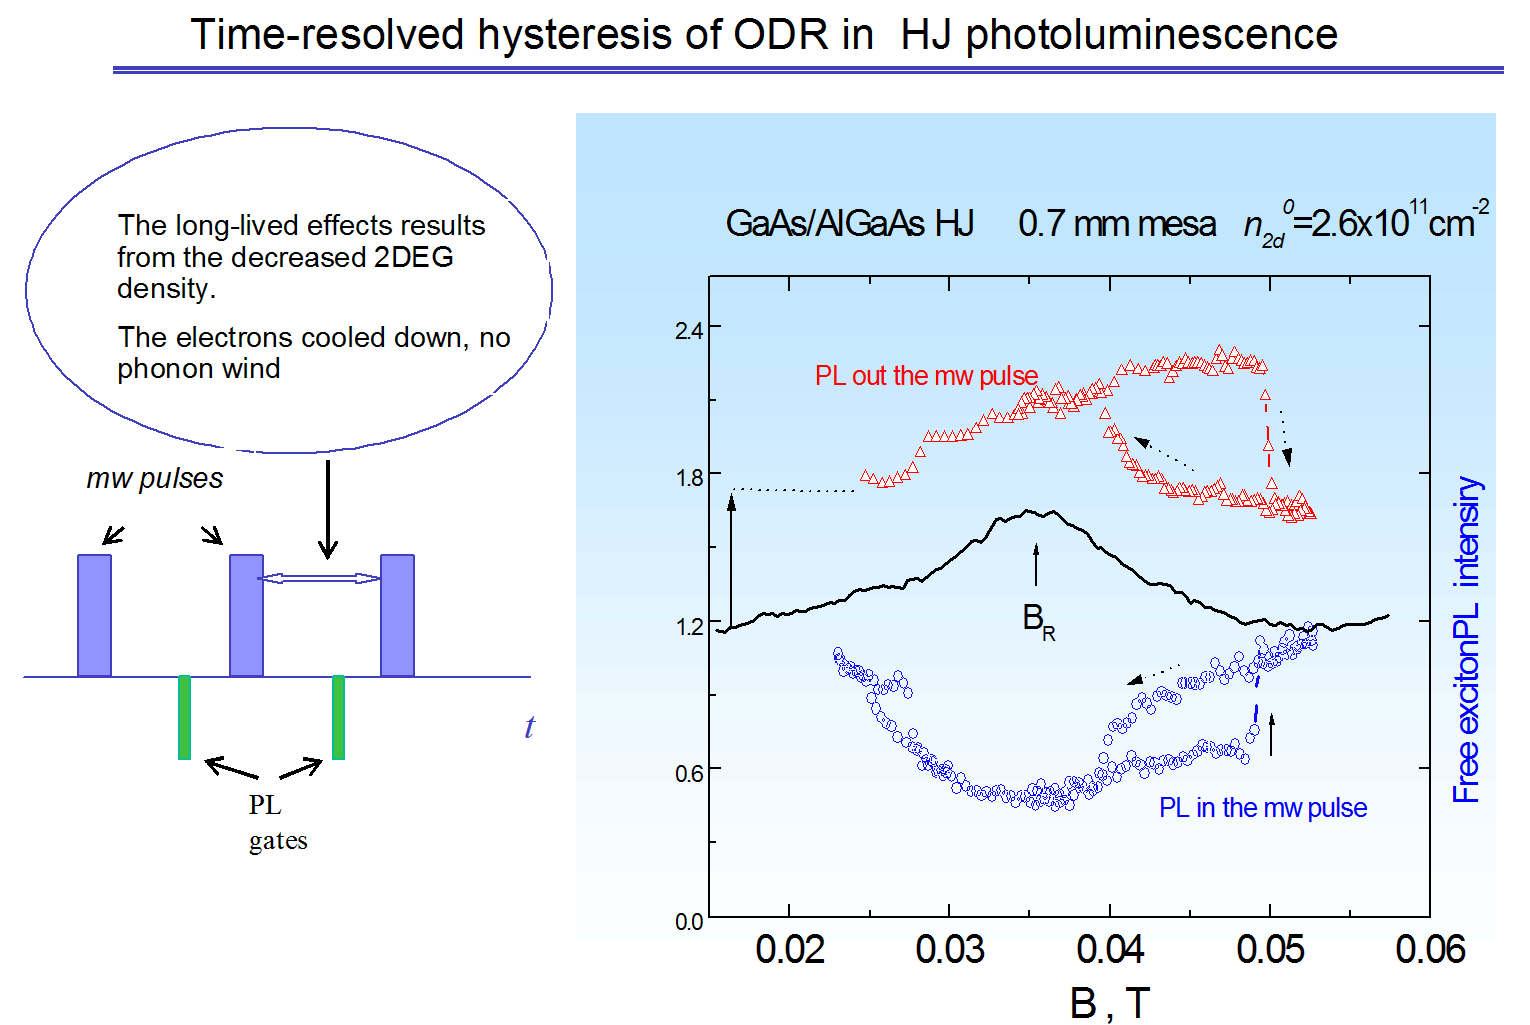 Time-resolved hysteresis of ODR in HJ photoluminescence
The long-lived effects results
from the decreased 2DEG
density.
The electrons cooled down, no
phonon wind
mw pulses
t
PL
gates
GaAs/AlGaAs HJ 0.7 mm mesa n2d0=2.6x10^11cm^-2
2.4
1.8
1.2
0.6
0.0
PL out the mw pulse
BR
PL in the mw pulse
Free excitonPL intensiry
0.02 0.03 0.04 0.05 0.06
B , T